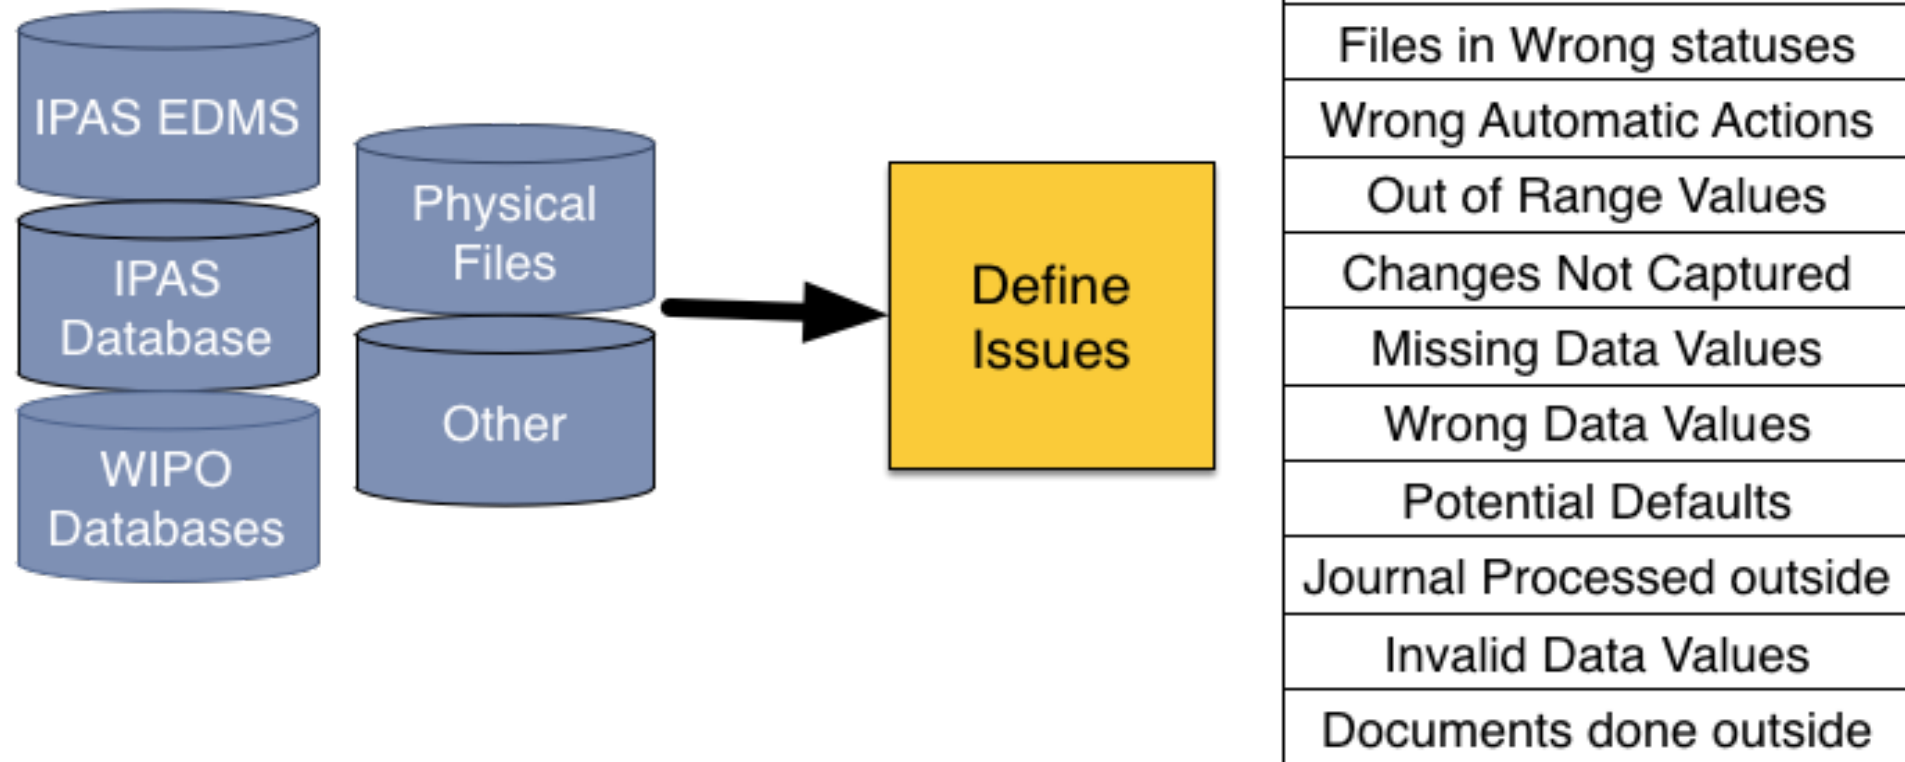 IPAS EDMS
IPAS
Database
WIPO
Databases
Physical
Files
Other
Define
Issues
Files in Wrong statuses
Wrong Automatic Actions
Out of Range Values
Changes Not Captured
Missing Data Values
Wrong Data Values
Potential Defaults
Journal Processed outside
Invalid Data Values
Documents done outside